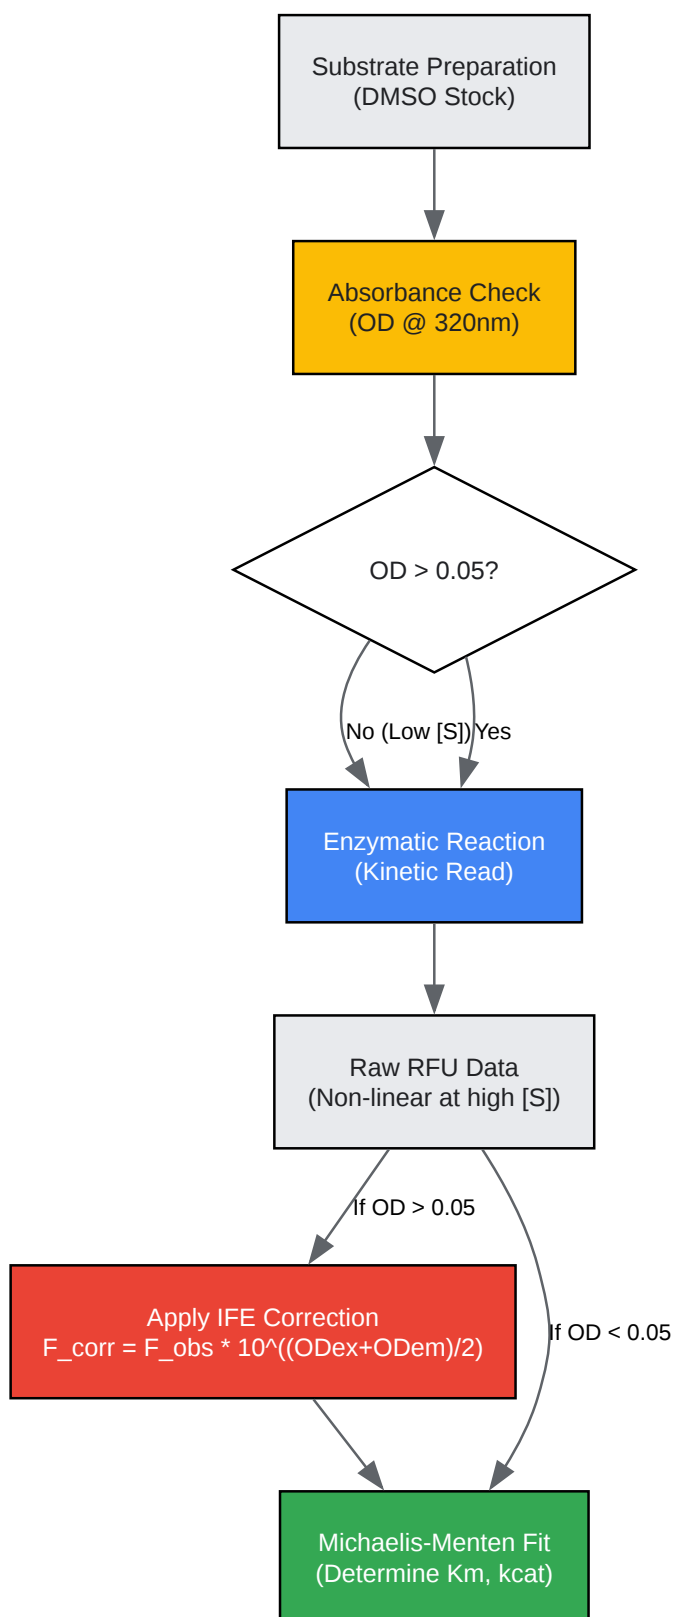 Substrate Preparation
(DMSO Stock)
Absorbance Check
(OD @ 320nm)
OD > 0.05?
No (Low [S])
Yes
Enzymatic Reaction
(Kinetic Read)
Raw RFU Data
(Non-linear at high [S])
If OD > 0.05
Apply IFE Correction
F_corr = F_obs * 10^((ODex+ODem)/2)
If OD < 0.05
Michaelis-Menten Fit
(Determine Km, kcat)